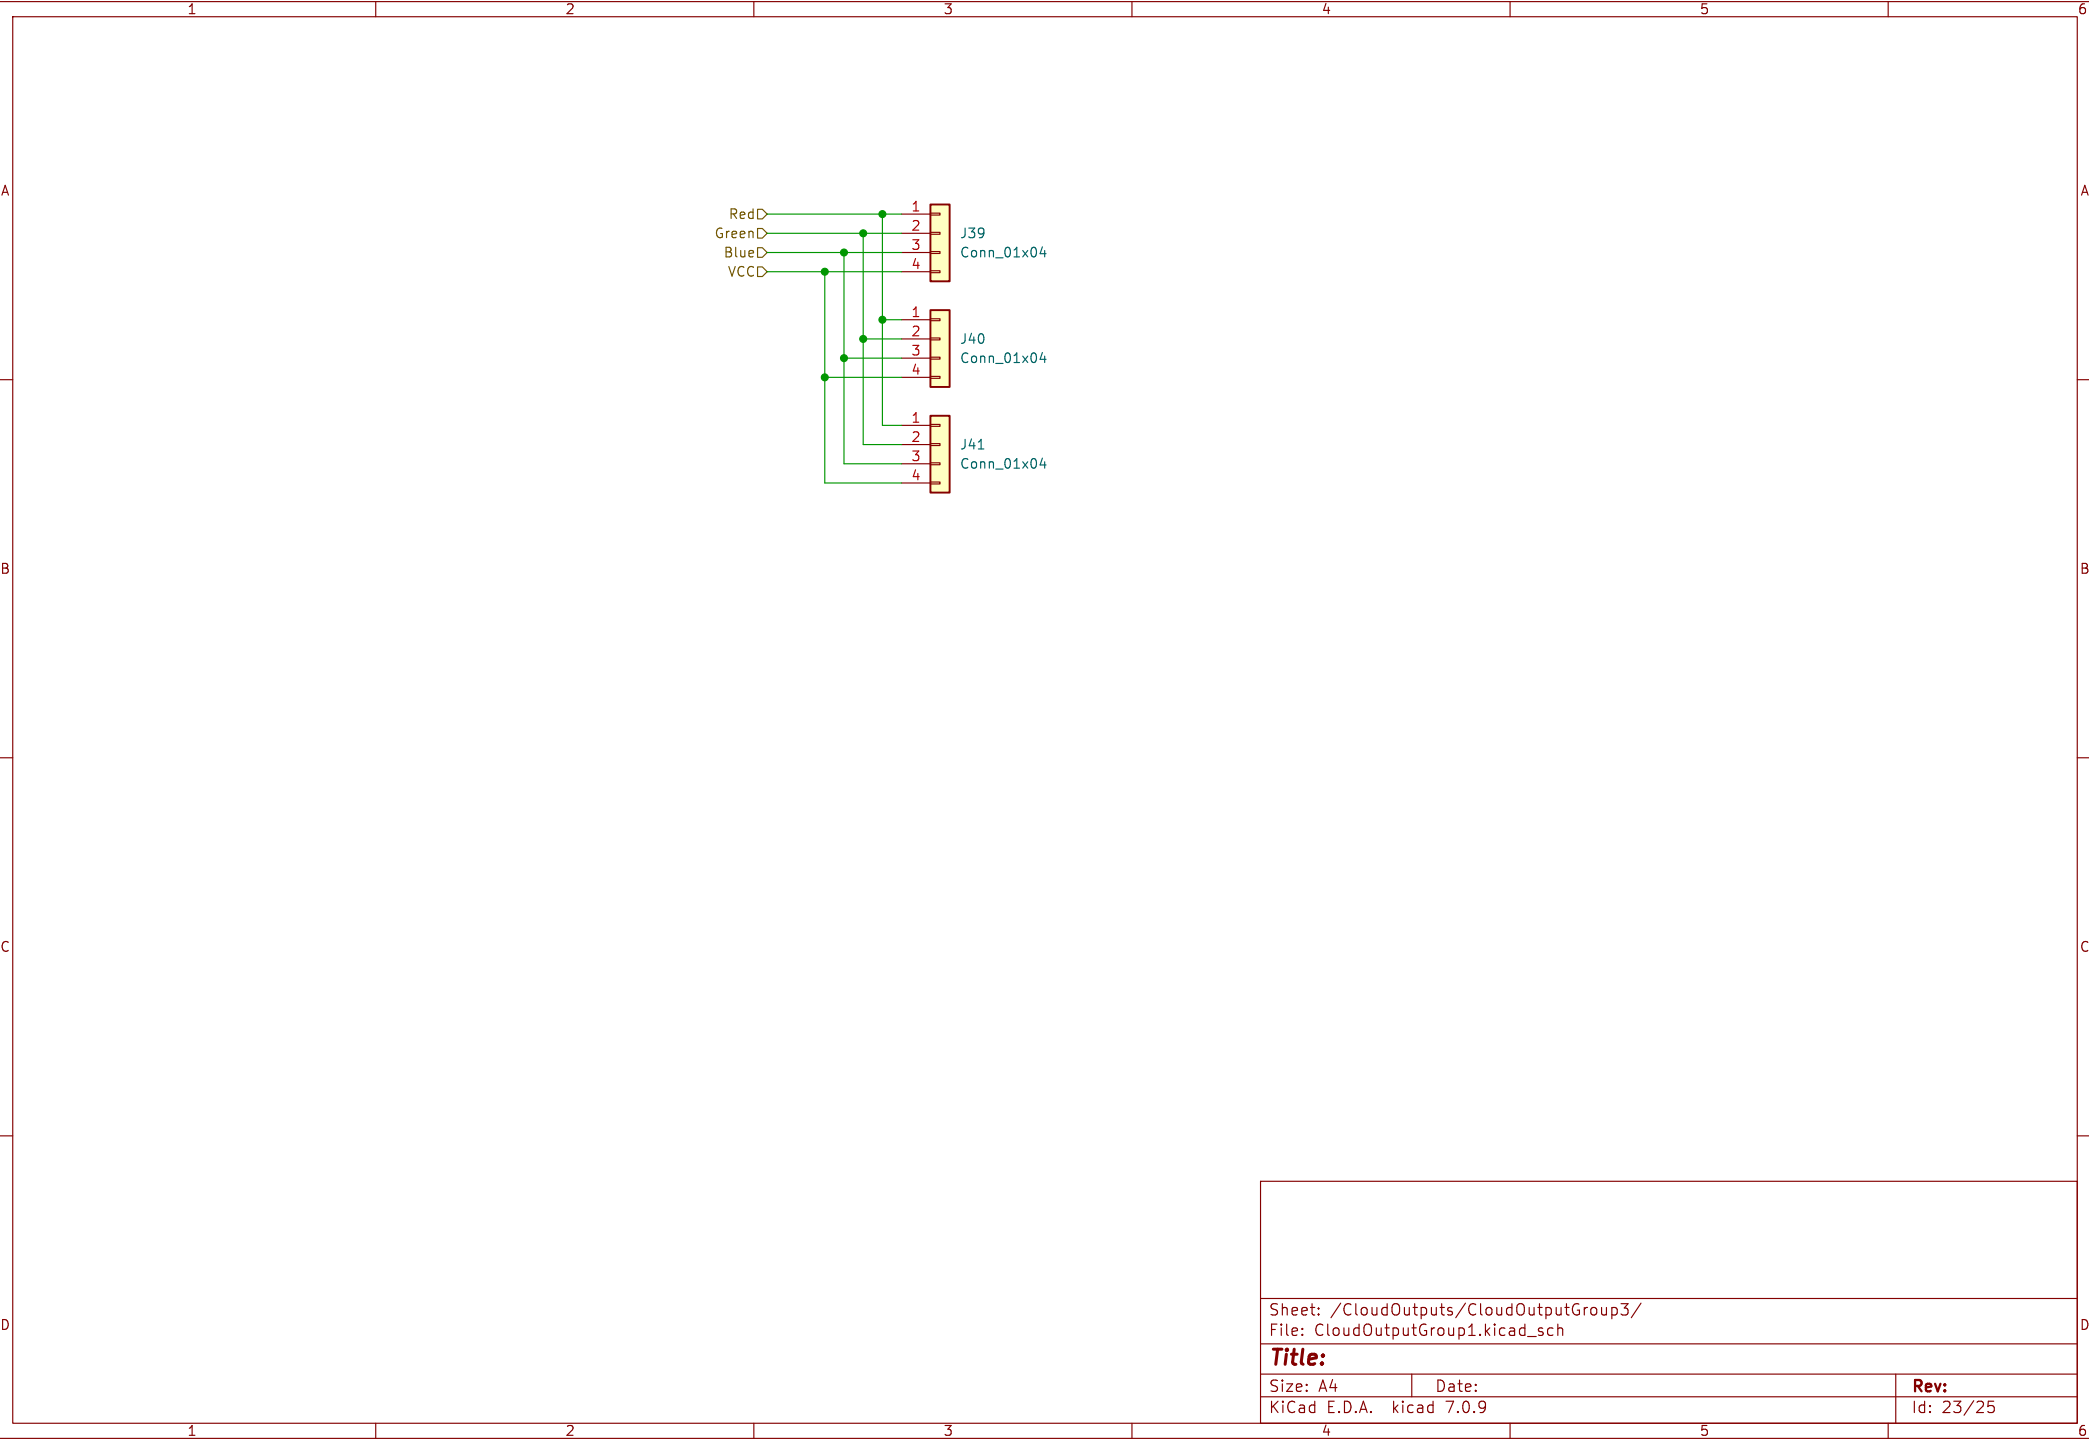 1 2 3 4 5 6
A A
Red 1
Green 2 J39
Blue 3 Conn_01x04
VCC 4
1
2 J40
3 Conn_01x04
4
1
2 J41
3 Conn_01x04
4
B B
C C
Sheet: /CloudOutputs/CloudOutputGroup3/
D D
File: CloudOutputGroup1.kicad_sch
Title:
Size: A4 Date: Rev:
KiCad E.D.A. kicad 7.0.9 Id: 23/25
1 2 3 4 5 6